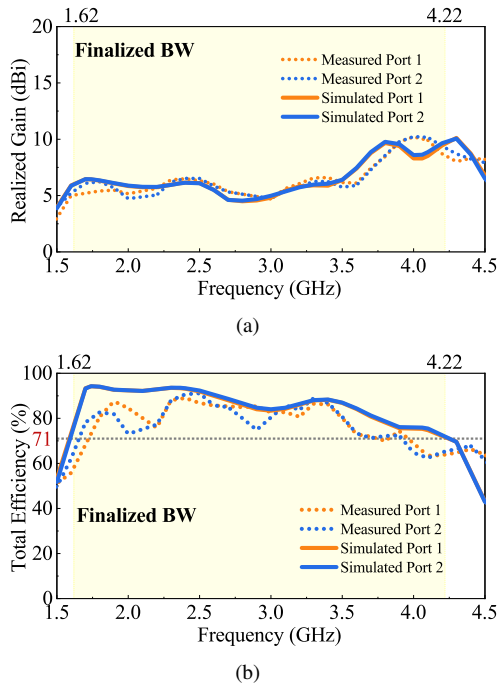 1.62 4.22
20
15
10
5
0
Realized Gain (dBi)
Finalized BW
Measured Port 1
Measured Port 2
Simulated Port 1
Simulated Port 2
1.5 2.0 2.5 3.0 3.5 4.0 4.5
Frequency (GHz)
(a)
1.62 4.22
100
80
71
60
40
20
0
Total Efficiency (%)
Finalized BW
Measured Port 1
Measured Port 2
Simulated Port 1
Simulated Port 2
1.5 2.0 2.5 3.0 3.5 4.0 4.5
Frequency (GHz)
(b)